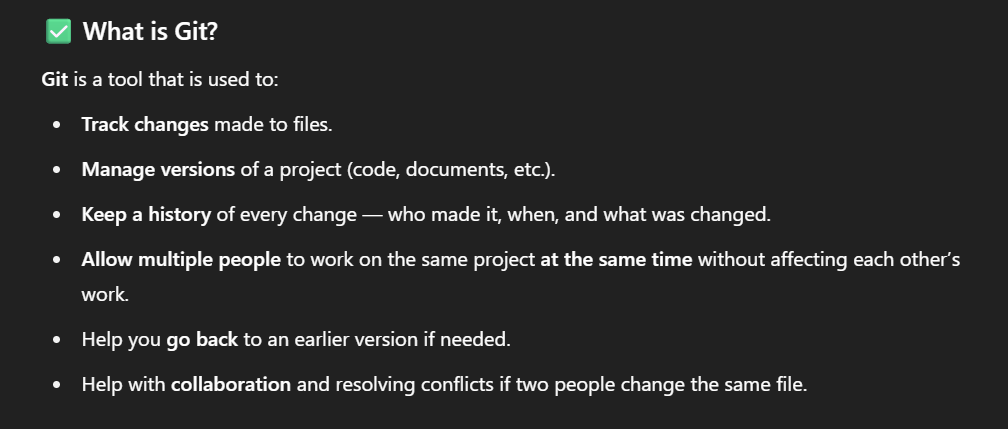 ✅ What is Git?
Git is a tool that is used to:
• Track changes made to files.
• Manage versions of a project (code, documents, etc.).
• Keep a history of every change — who made it, when, and what was changed.
• Allow multiple people to work on the same project at the same time without affecting each other’s
work.
• Help you go back to an earlier version if needed.
• Help with collaboration and resolving conflicts if two people change the same file.